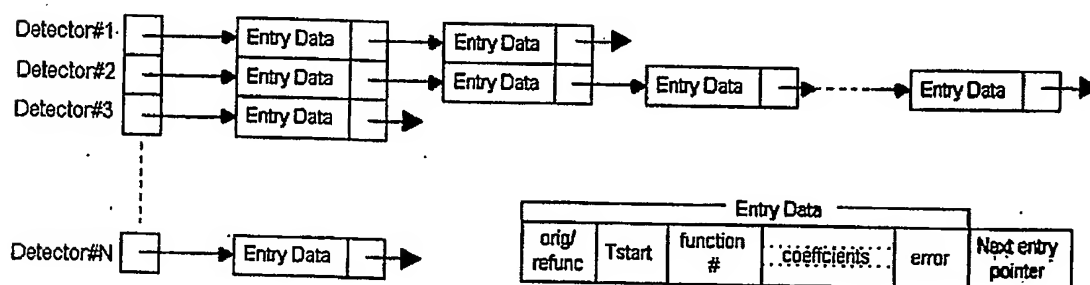 Detector#1 Entry Data Entry Data
Detector#2 Entry Data Entry Data Entry Data Entry Data
Detector#3 Entry Data
Detector#N Entry Data
Entry Data
orig/
refunc
Tstart
function
#
coefficients
error
Next entry
pointer